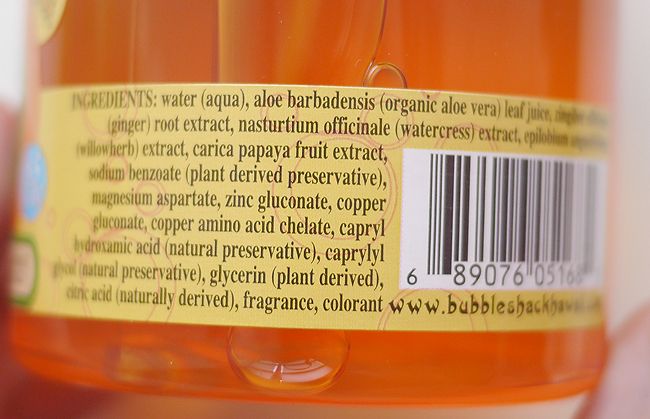 INGREDIENTS: water (aqua), aloe barbadensis (organic aloe vera) leaf juice,
(ginger) root extract, nasturtium officinale (watercress) extract, epilobium
(willowherb) extract, carica papaya fruit extract,
sodium benzoate (plant derived preservative),
magnesium aspartate, zinc gluconate, copper
gluconate, copper amino acid chelate, capryl
hydroxamic acid (natural preservative), caprylyl
glycol (natural preservative), glycerin (plant derived),
citric acid (naturally derived), fragrance, colorant
6 89076 05168
www.bubbleshackhawaii